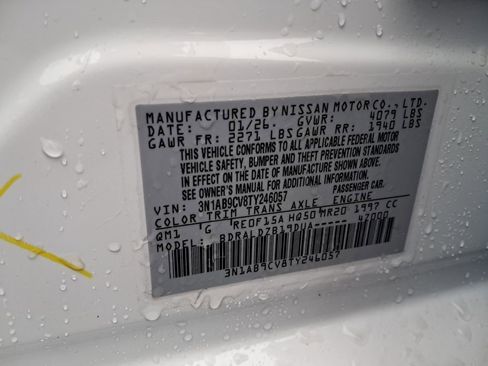 MANUFACTURED BY NISSAN MOTOR CO., LTD.
DATE: 01/26 GVWR: 4079 LBS
GAWR FR: 2271 LBS GAWR RR: 1940 LBS
THIS VEHICLE CONFORMS TO ALL APPLICABLE FEDERAL MOTOR
VEHICLE SAFETY, BUMPER AND THEFT PREVENTION STANDARDS
IN EFFECT ON THE DATE OF MANUFACTURE SHOWN ABOVE.
SEE OWNER'S MANUAL FOR ADDITIONAL INFORMATION.
VIN: 3N1AB9CV8TY246057 PASSENGER CAR.
COLOR TRIM TRANS AXLE ENGINE
QM1 G RE0F15A HQ50 MR20 1997 CC
MODEL: BDRALDZB19DUA----- 47000
3N1AB9CV8TY246057